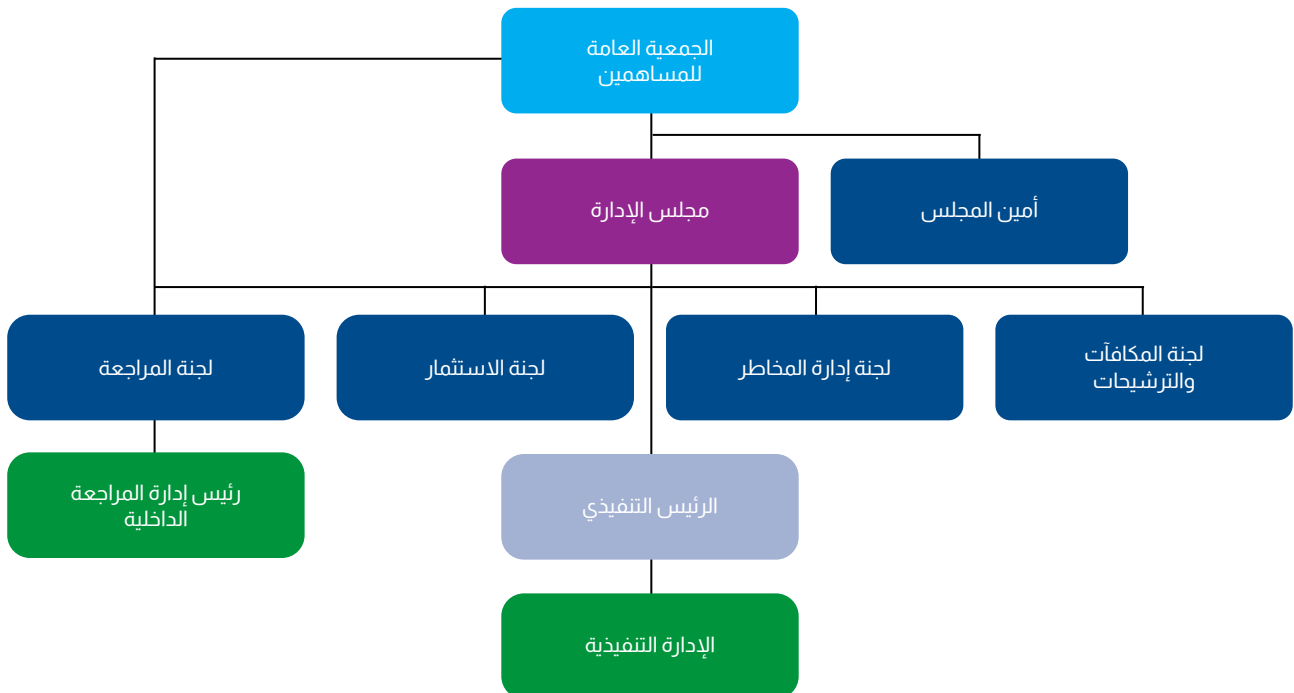 الجمعية العامة
للمساهمين
أمين المجلس
مجلس الإدارة
لجنة المكافآت
والترشيحات
لجنة إدارة المخاطر
لجنة الاستثمار
لجنة المراجعة
الرئيس التنفيذي
رئيس إدارة المراجعة
الداخلية
الإدارة التنفيذية